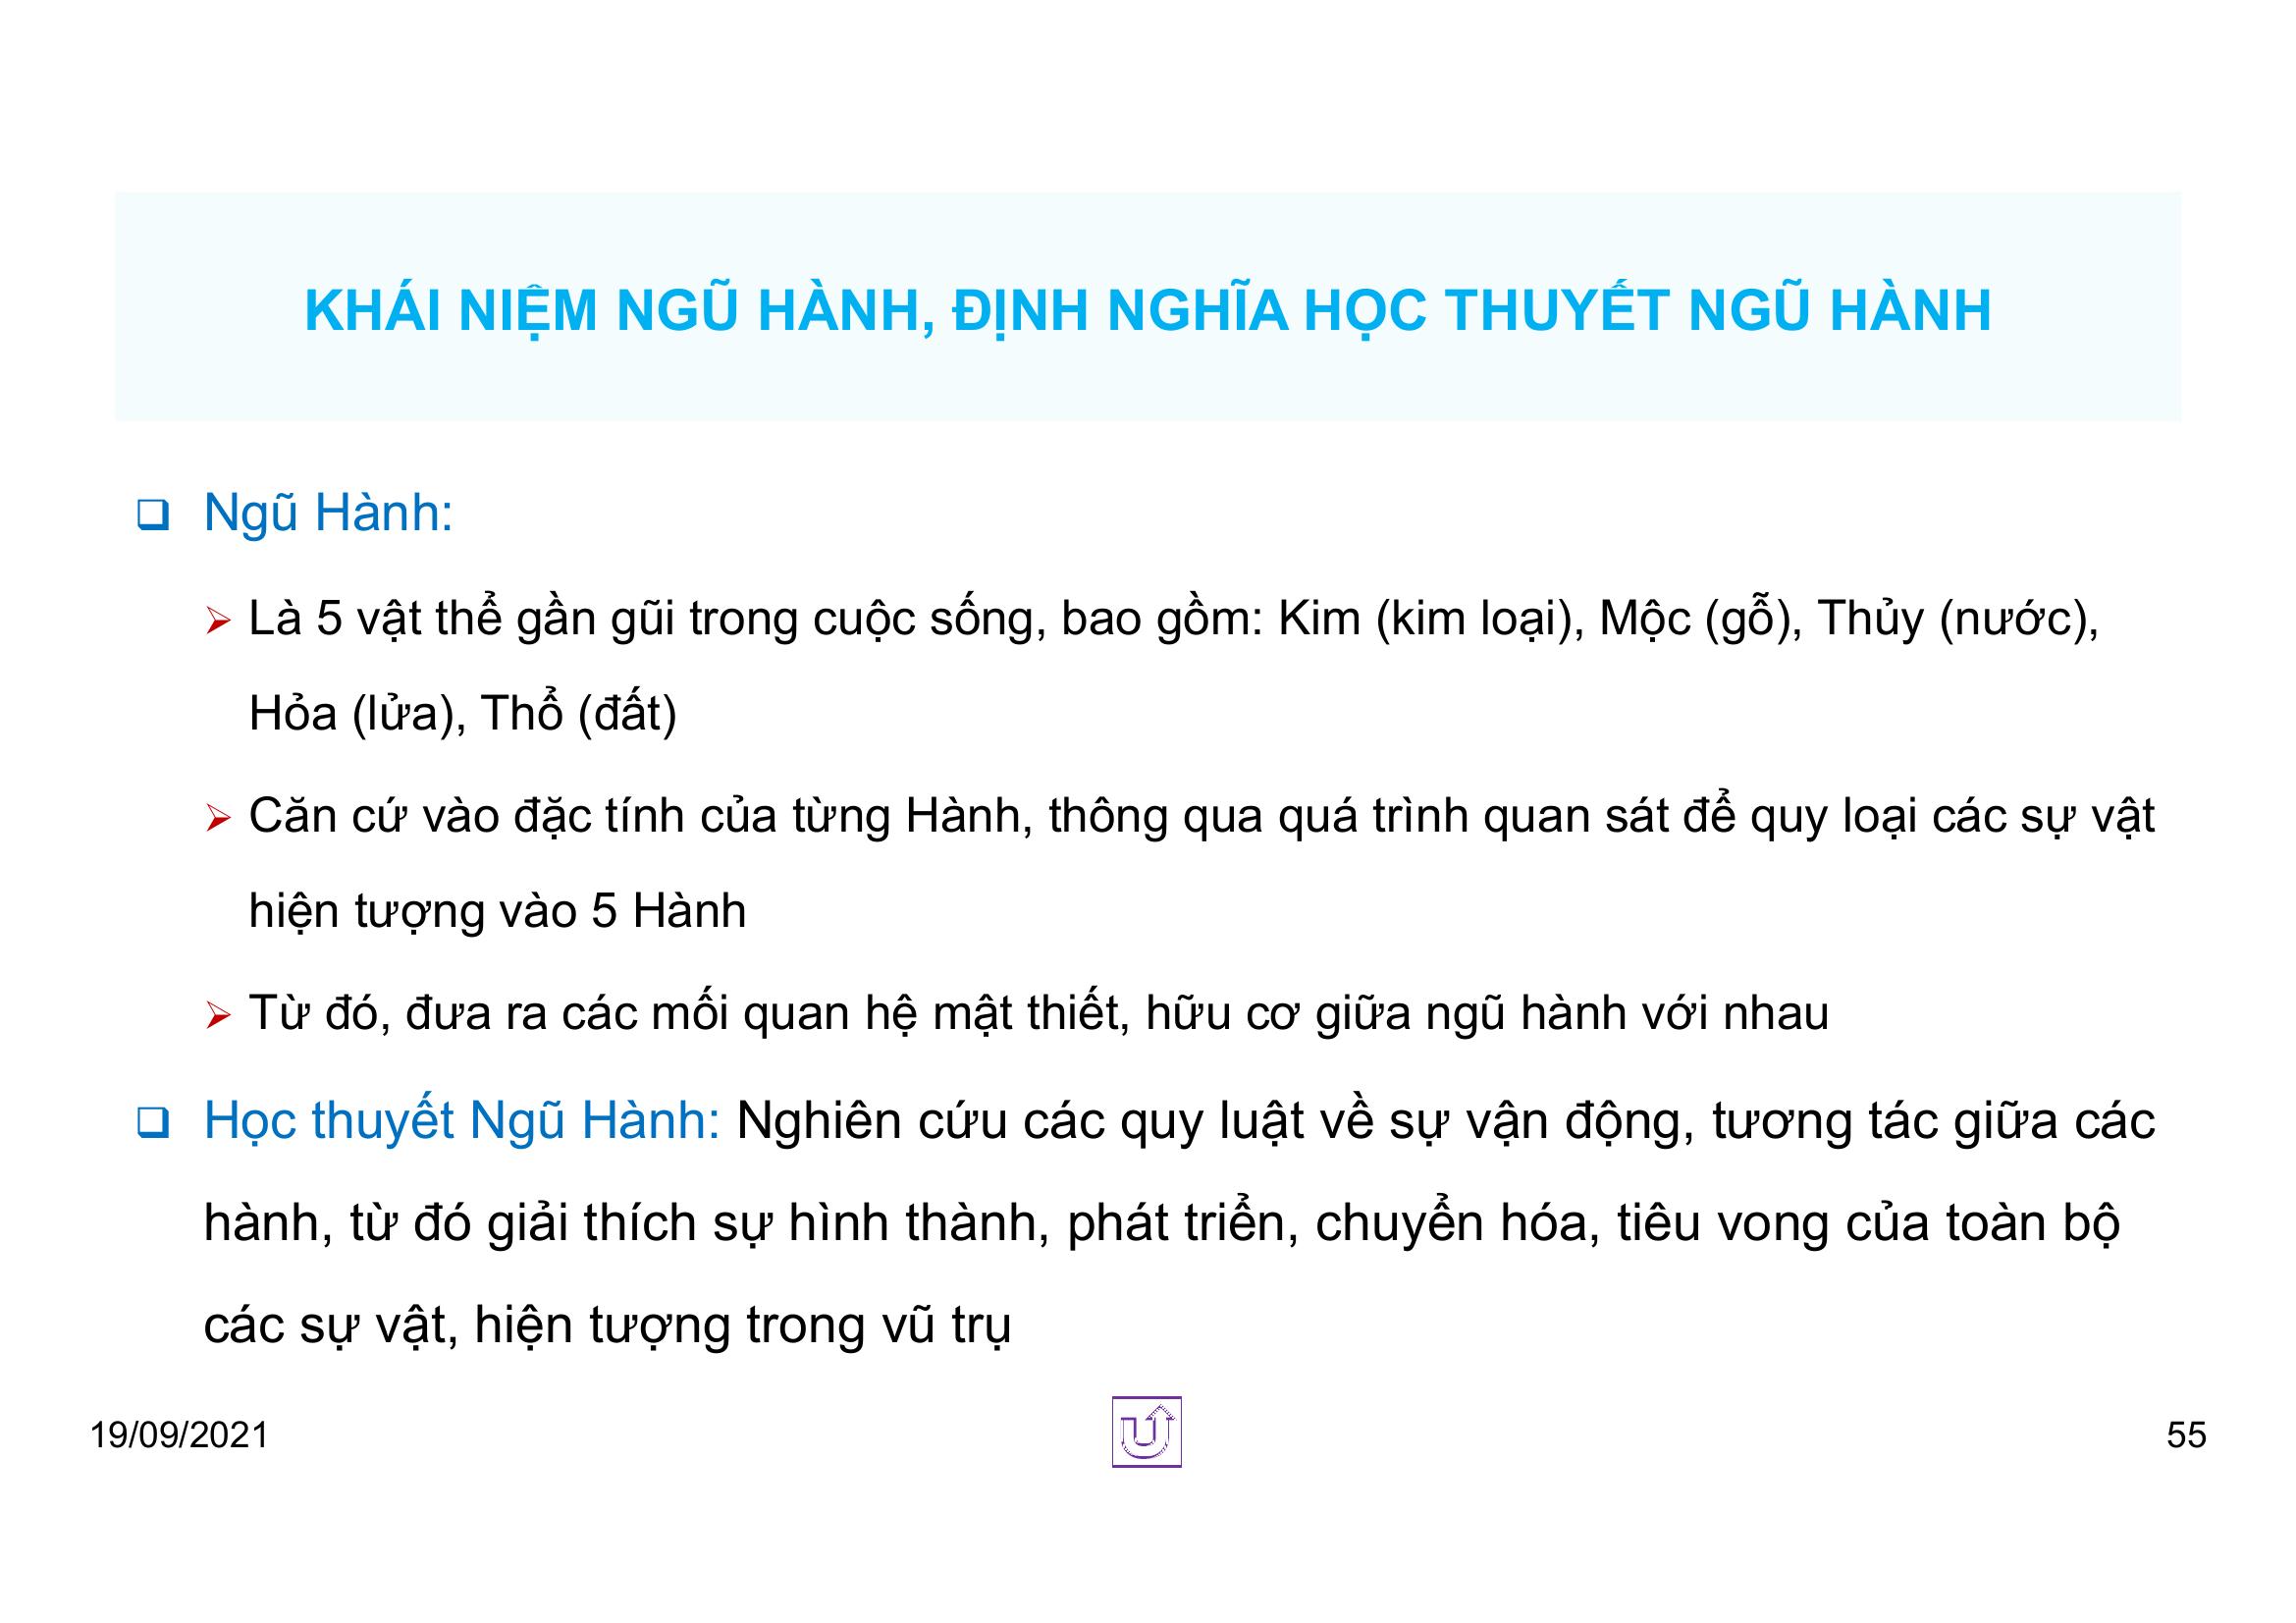 KHÁI NIỆM NGŨ HÀNH, ĐỊNH NGHĨA HỌC THUYẾT NGŨ HÀNH
Ngũ Hành:
Là 5 vật thể gần gũi trong cuộc sống, bao gồm: Kim (kim loại), Mộc (gỗ), Thủy (nước),
Hỏa (lửa), Thổ (đất)
Căn cứ vào đặc tính của từng Hành, thông qua quá trình quan sát để quy loại các sự vật
hiện tượng vào 5 Hành
Từ đó, đưa ra các mối quan hệ mật thiết, hữu cơ giữa ngũ hành với nhau
Học thuyết Ngũ Hành: Nghiên cứu các quy luật về sự vận động, tương tác giữa các
hành, từ đó giải thích sự hình thành, phát triển, chuyển hóa, tiêu vong của toàn bộ
các sự vật, hiện tượng trong vũ trụ
19/09/2021
55